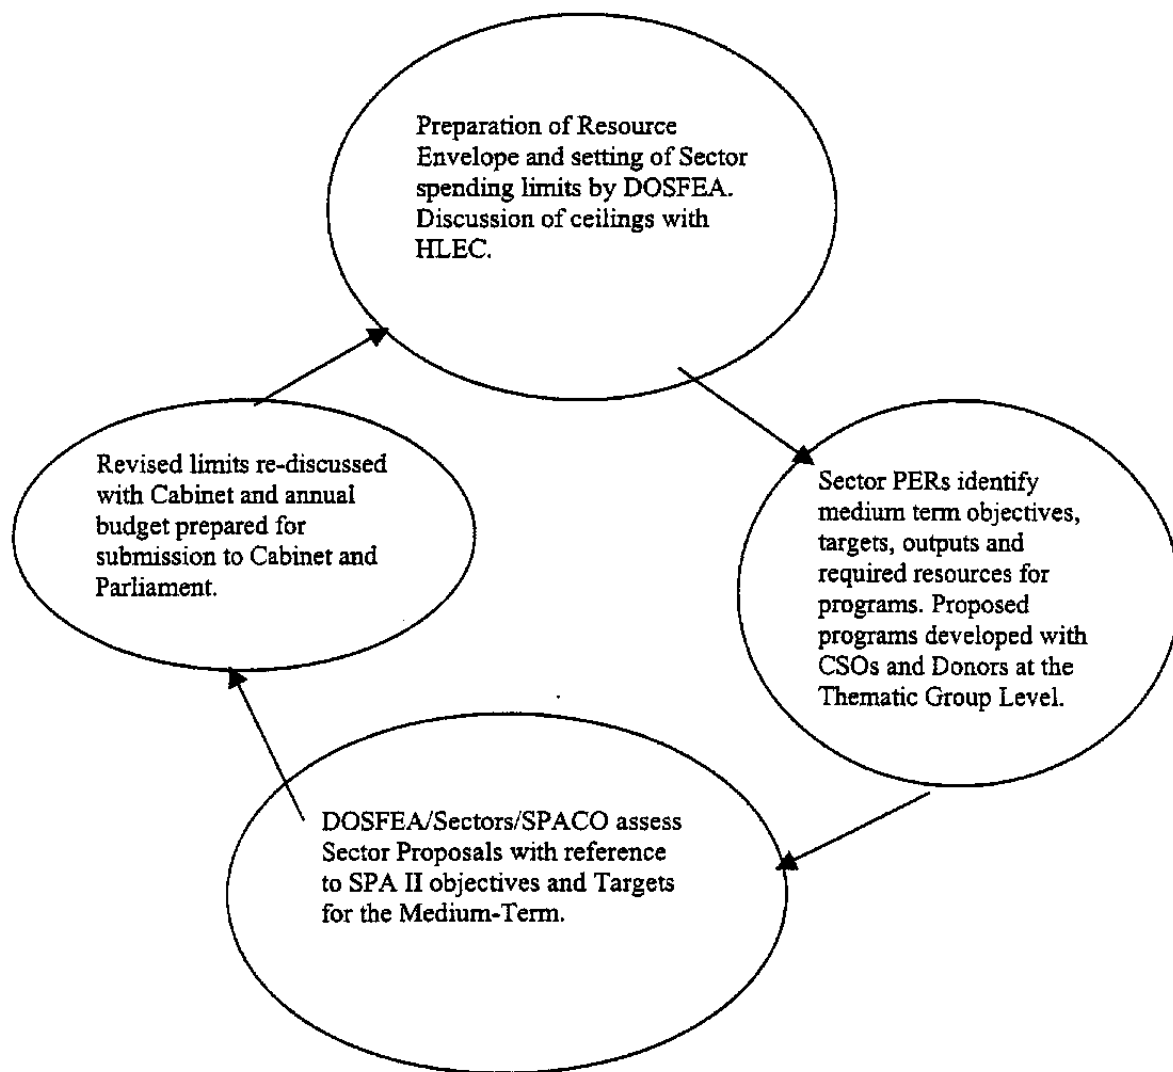 Preparation of Resource
Envelope and setting of Sector
spending limits by DOSFEA.
Discussion of ceilings with
HLEC.
Sector PERs identify
medium term objectives,
targets, outputs and
required resources for
programs. Proposed
programs developed with
CSOs and Donors at the
Thematic Group Level.
DOSFEA/Sectors/SPACO assess
Sector Proposals with reference
to SPA II objectives and Targets
for the Medium-Term.
Revised limits re-discussed
with Cabinet and annual
budget prepared for
submission to Cabinet and
Parliament.